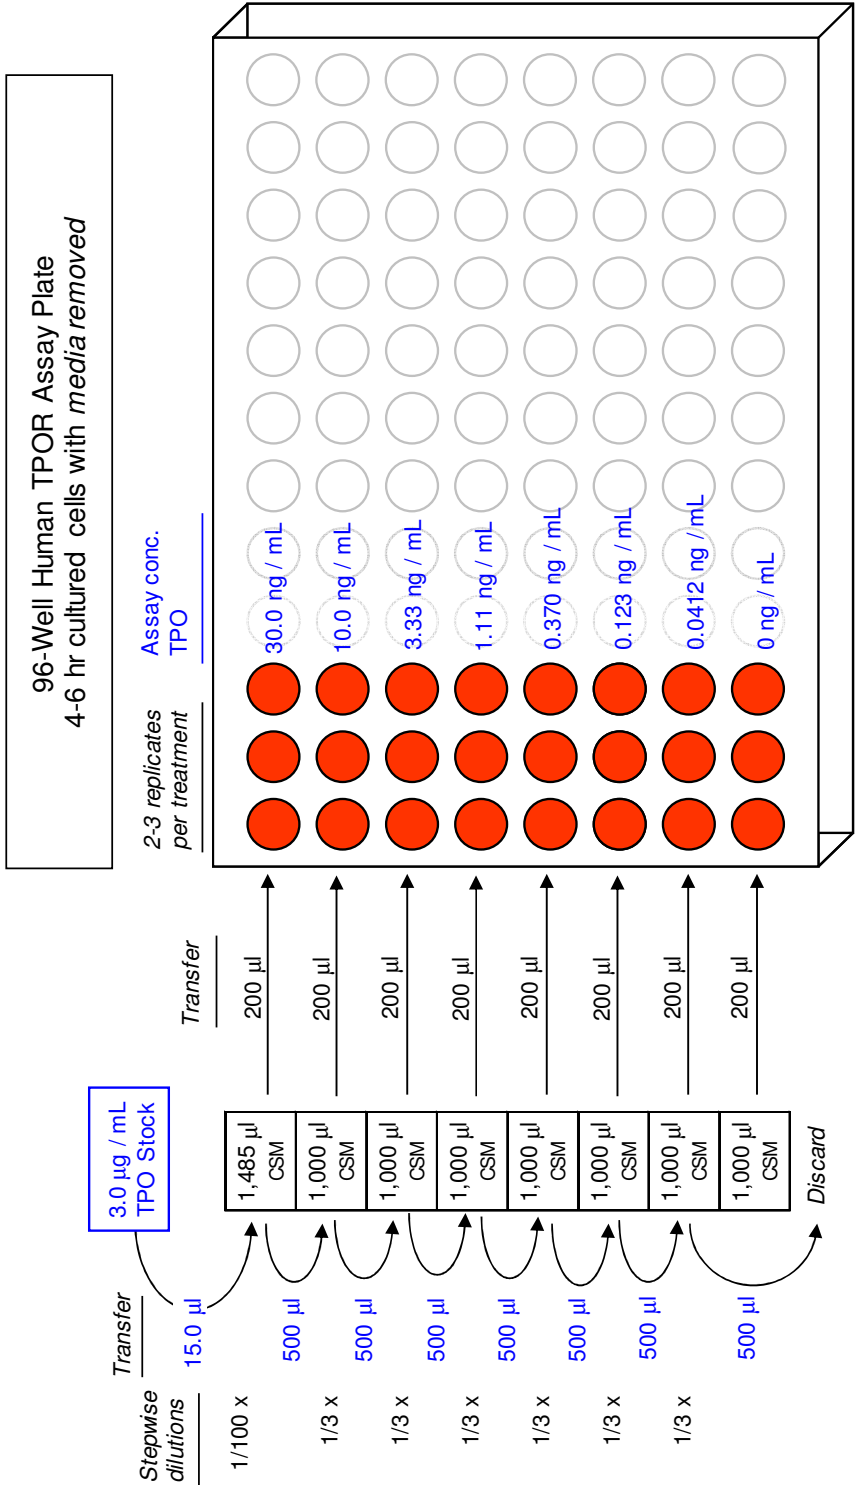 96-Well Human TPOR Assay Plate
4-6 hr cultured cells with media removed
Stepwise
dilutions
Transfer
3.0 µg / mL
TPO Stock
Transfer
2-3 replicates
per treatment
Assay conc.
TPO
1/100 x
15.0 µl
1,485 µl
CSM
200 µl
30.0 ng / mL
1/3 x
500 µl
1,000 µl
CSM
200 µl
10.0 ng / mL
1/3 x
500 µl
1,000 µl
CSM
200 µl
3.33 ng / mL
1/3 x
500 µl
1,000 µl
CSM
200 µl
1.11 ng / mL
1/3 x
500 µl
1,000 µl
CSM
200 µl
0.370 ng / mL
1/3 x
500 µl
1,000 µl
CSM
200 µl
0.123 ng / mL
1/3 x
500 µl
1,000 µl
CSM
200 µl
0.0412 ng / mL
500 µl
1,000 µl
CSM
200 µl
0 ng / mL
Discard